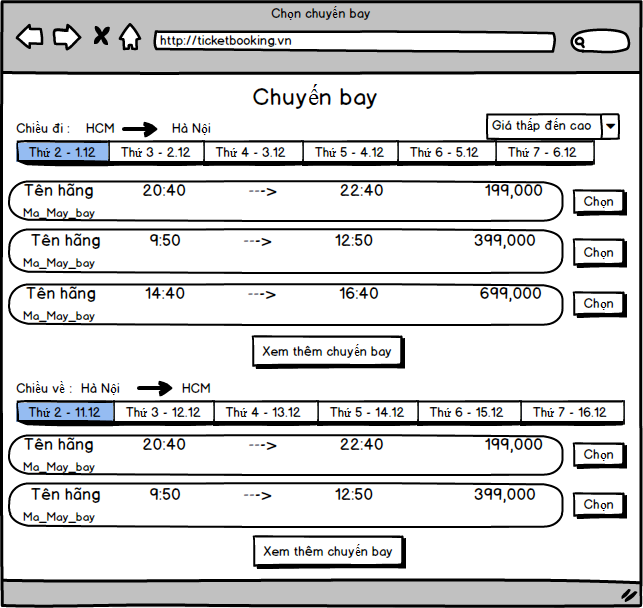 Chọn chuyến bay
http://ticketbooking.vn
Chuyến bay
Chiều đi : HCM Hà Nội
Giá thấp đến cao
Thứ 2 - 1.12 Thứ 3 - 2.12 Thứ 4 - 3.12 Thứ 5 - 4.12 Thứ 6 - 5.12 Thứ 7 - 6.12
Tên hãng 20:40 ---> 22:40 199,000
Chọn
Ma_May_bay
Tên hãng 9:50 ---> 12:50 399,000
Chọn
Ma_May_bay
Tên hãng 14:40 ---> 16:40 699,000
Chọn
Ma_May_bay
Xem thêm chuyến bay
Chiều về : Hà Nội HCM
Thứ 2 - 11.12 Thứ 3 - 12.12 Thứ 4 - 13.12 Thứ 5 - 14.12 Thứ 6 - 15.12 Thứ 7 - 16.12
Tên hãng 20:40 ---> 22:40 199,000
Chọn
Ma_May_bay
Tên hãng 9:50 ---> 12:50 399,000
Chọn
Ma_May_bay
Xem thêm chuyến bay